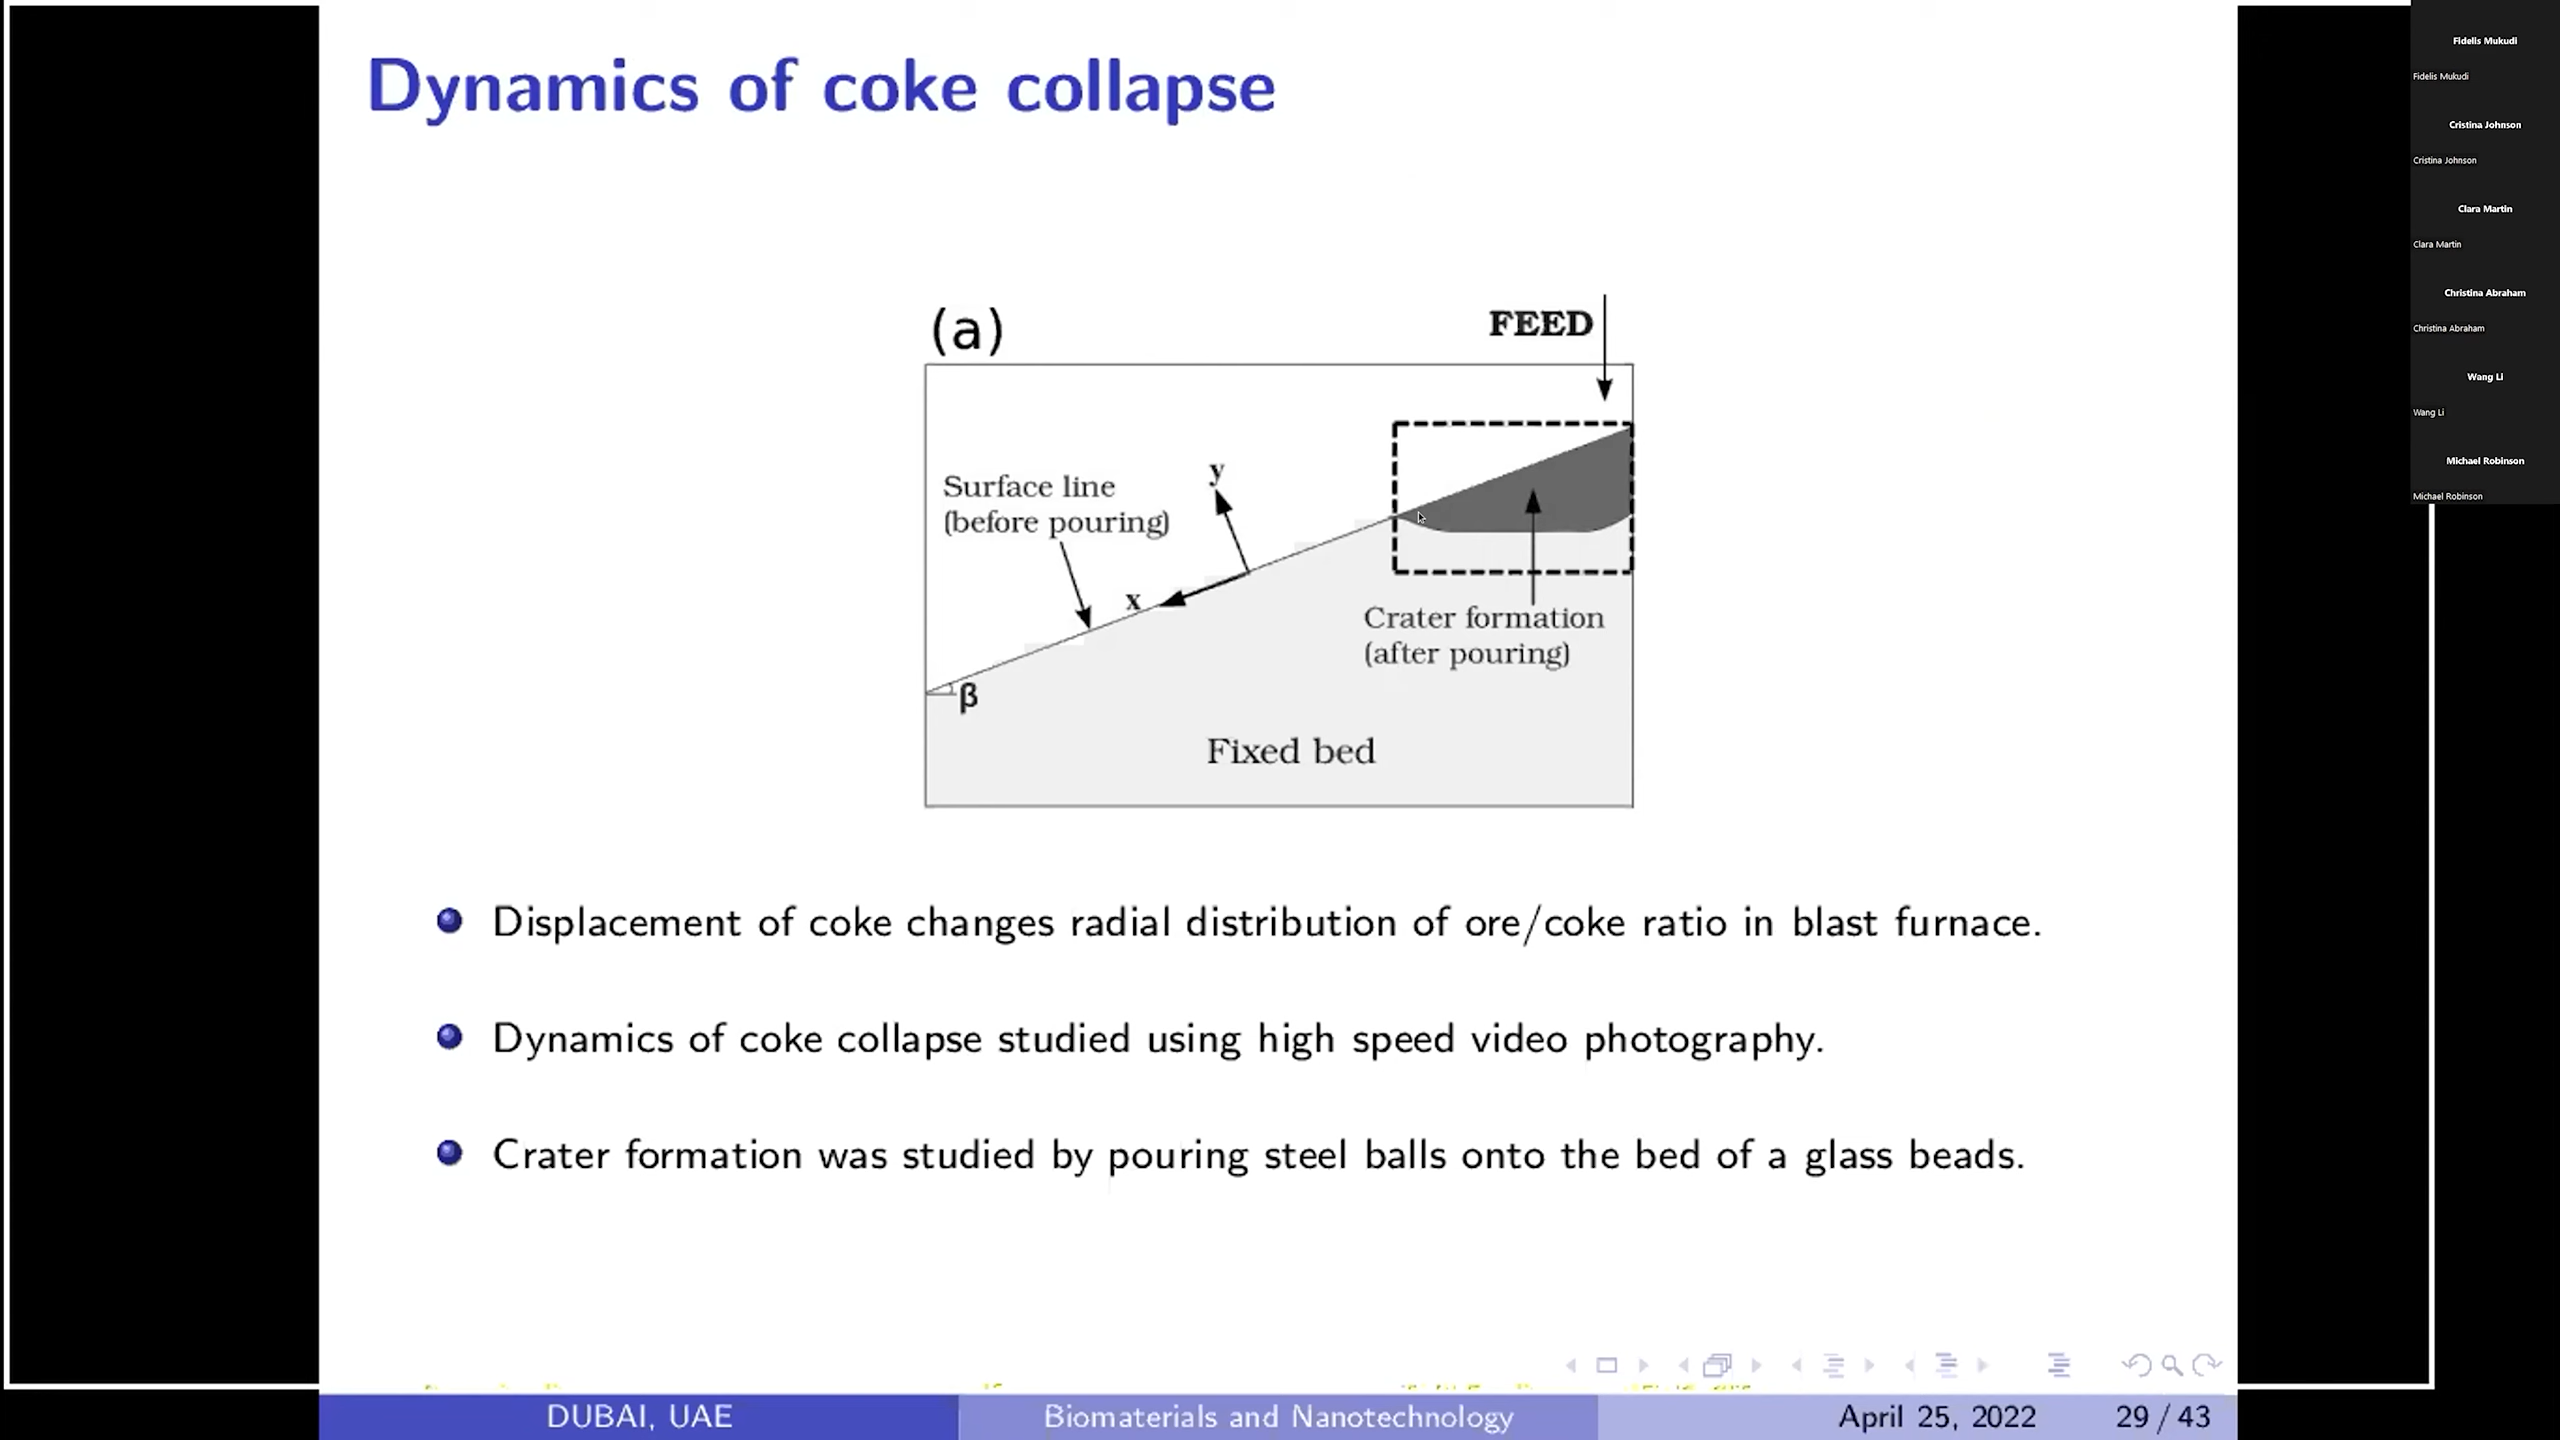 Dynamics of coke collapse
(a)
FEED
Surface line
(before pouring)
y
x
Crater formation
(after pouring)
β
Fixed bed
Displacement of coke changes radial distribution of ore/coke ratio in blast furnace.
Dynamics of coke collapse studied using high speed video photography.
Crater formation was studied by pouring steel balls onto the bed of a glass beads.
DUBAI, UAE
Biomaterials and Nanotechnology
April 25, 2022
29 / 43
Fidelis Mukudi
Fidelis Mukudi
Cristina Johnson
Cristina Johnson
Clara Martin
Clara Martin
Christina Abraham
Christina Abraham
Wang Li
Wang Li
Michael Robinson
Michael Robinson